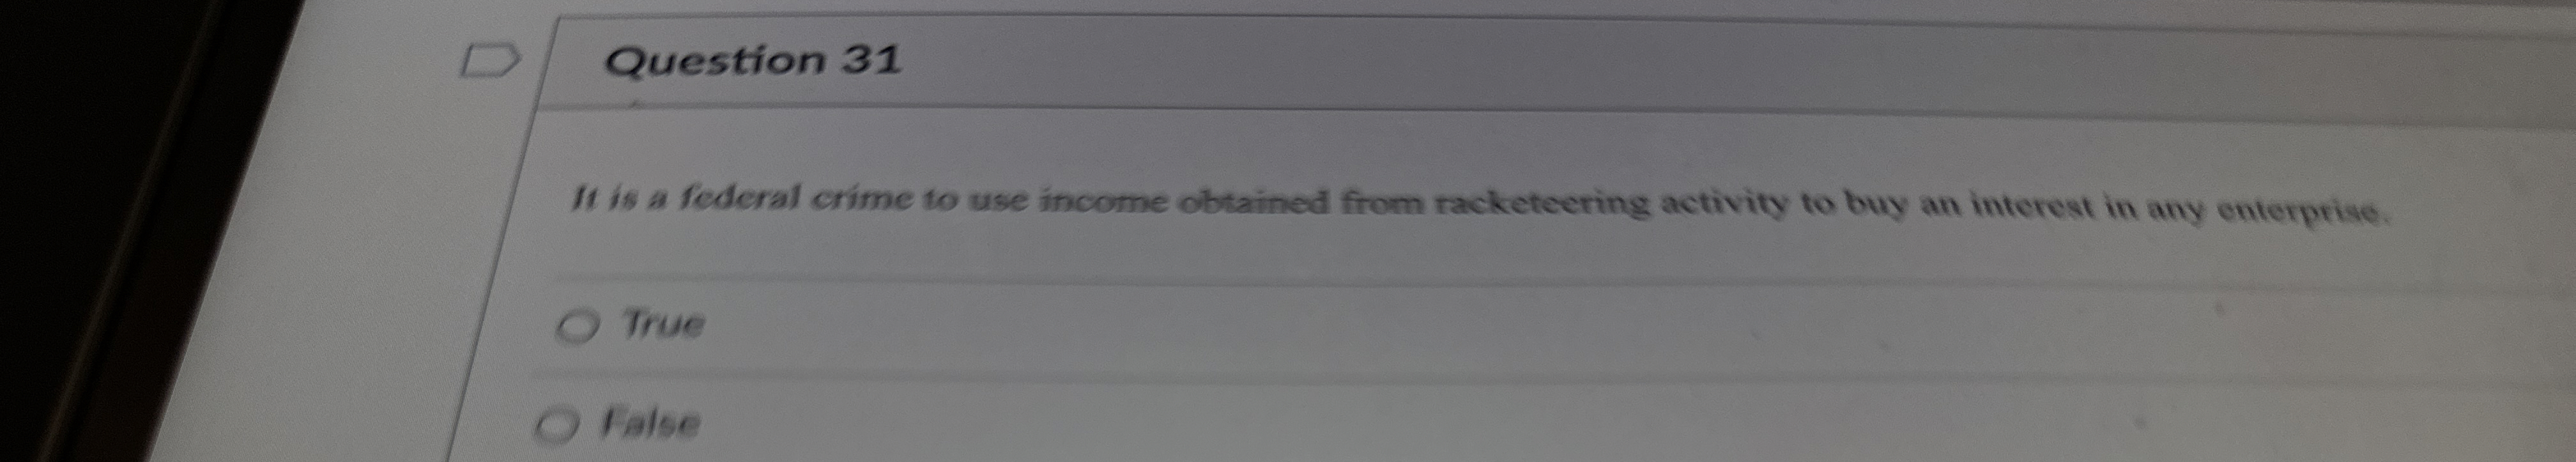 Question 31
It is a federal crime to use income obtained from racketeering activity to buy an interest in any enterprise.
True
False